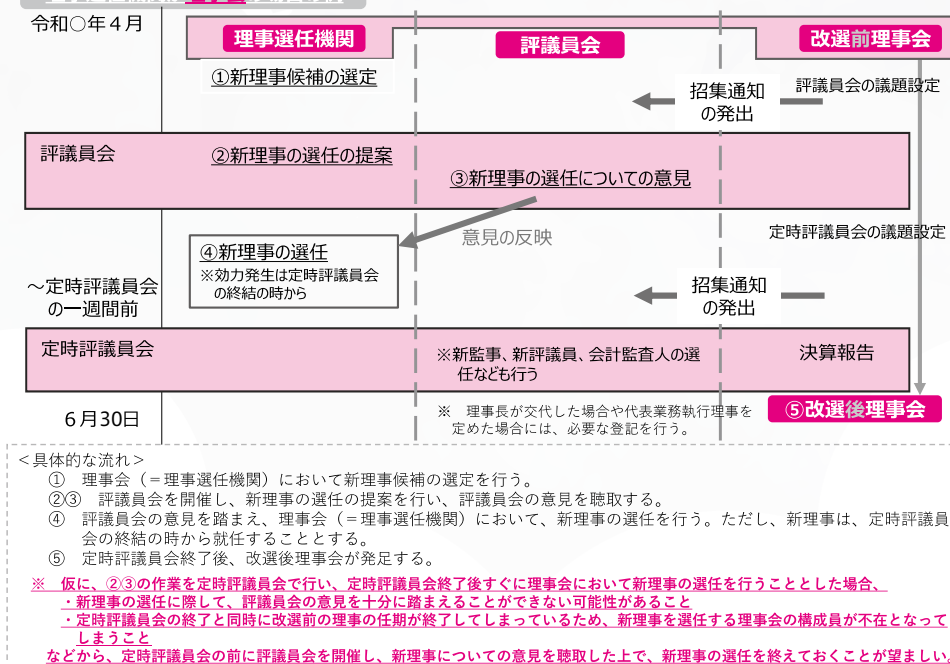 令和○年４月
理事選任機関
評議員会
改選前理事会
①新理事候補の選定
評議員会の議題設定
招集通知
の発出
評議員会
②新理事の選任の提案
③新理事の選任についての意見
意見の反映
④新理事の選任
※効力発生は定時評議員会
の終結の時から
定時評議員会の議題設定
～定時評議員会
の一週間前
招集通知
の発出
定時評議員会
※新監事、新評議員、会計監査人の選
任なども行う
決算報告
６月30日
※　理事長が交代した場合や代表業務執行理事を
定めた場合には、必要な登記を行う。
⑤改選後理事会
＜具体的な流れ＞
①　理事会（＝理事選任機関）において新理事候補の選定を行う。
②③　評議員会を開催し、新理事の選任の提案を行い、評議員会の意見を聴取する。
④　評議員会の意見を踏まえ、理事会（＝理事選任機関）において、新理事の選任を行う。ただし、新理事は、定時評議員
会の終結の時から就任することとする。
⑤　定時評議員会終了後、改選後理事会が発足する。
※　仮に、②③の作業を定時評議員会で行い、定時評議員会終了後すぐに理事会において新理事の選任を行うこととした場合、
・新理事の選任に際して、評議員会の意見を十分に踏まえることができない可能性があること
・定時評議員会の終了と同時に改選前の理事の任期が終了してしまっているため、新理事を選任する理事会の構成員が不在となって
しまうこと
などから、定時評議員会の前に評議員会を開催し、新理事についての意見を聴取した上で、新理事の選任を終えておくことが望ましい。